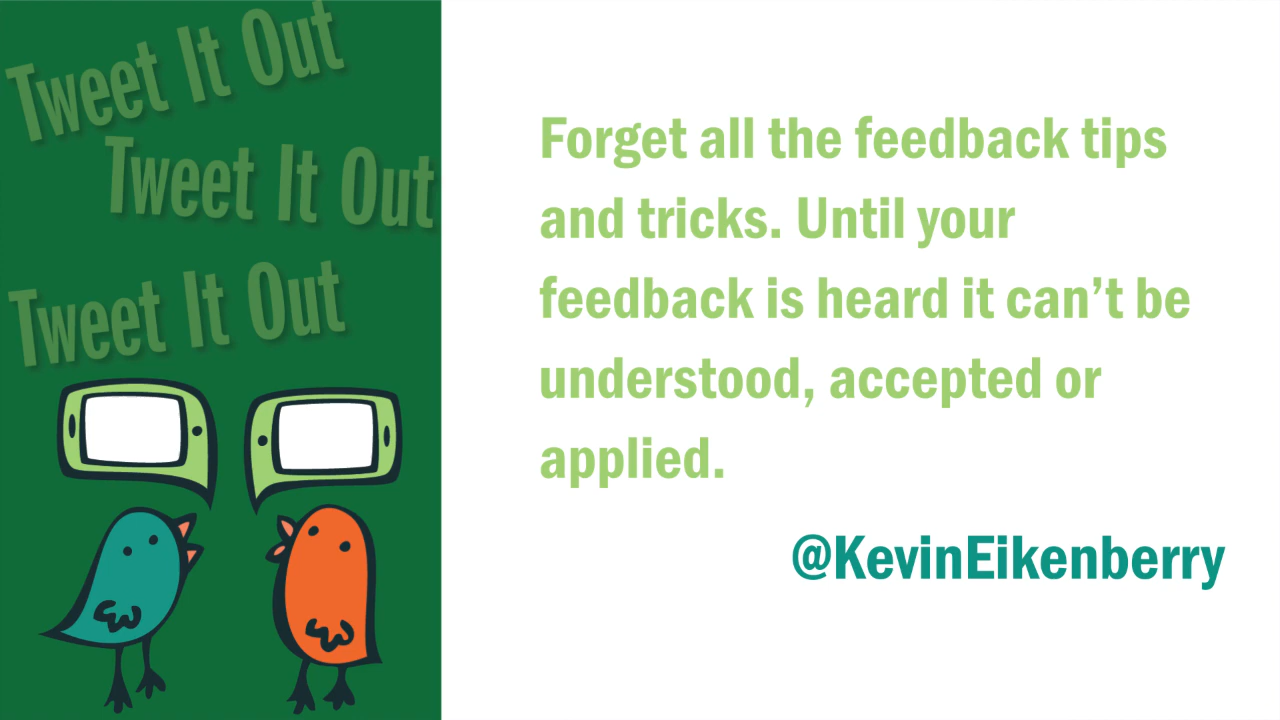 Tweet It Out
Tweet It Out
Tweet It Out
Forget all the feedback tips
and tricks. Until your
feedback is heard it can’t be
understood, accepted or
applied.
@KevinEikenberry